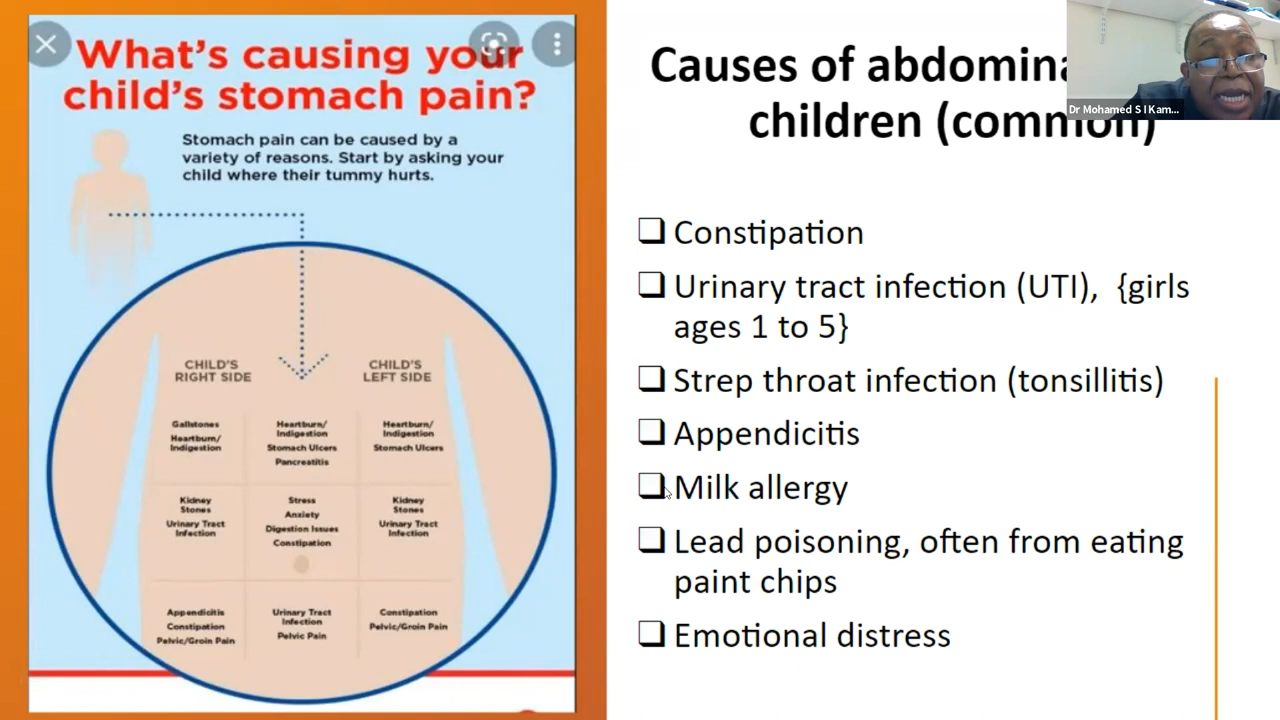 What's causing your
child's stomach pain?
Stomach pain can be caused by a
variety of reasons. Start by asking your
child where their tummy hurts.
CHILD'S
RIGHT SIDE
CHILD'S
LEFT SIDE
Gallstones
Heartburn/
Indigestion
Heartburn/
Indigestion
Stomach Ulcers
Pancreatitis
Heartburn/
Indigestion
Stomach Ulcers
Kidney
Stones
Urinary Tract
Infection
Stress
Anxiety
Digestion Issues
Constipation
Kidney
Stones
Urinary Tract
Infection
Appendicitis
Constipation
Pelvic/Groin Pain
Urinary Tract
Infection
Pelvic Pain
Constipation
Pelvic/Groin Pain
Causes of
children (common)
Dr Mohamed S I Kam...
Constipation
Urinary tract infection (UTI), {girls
ages 1 to 5}
Strep throat infection (tonsillitis)
Appendicitis
Milk allergy
Lead poisoning, often from eating
paint chips
Emotional distress